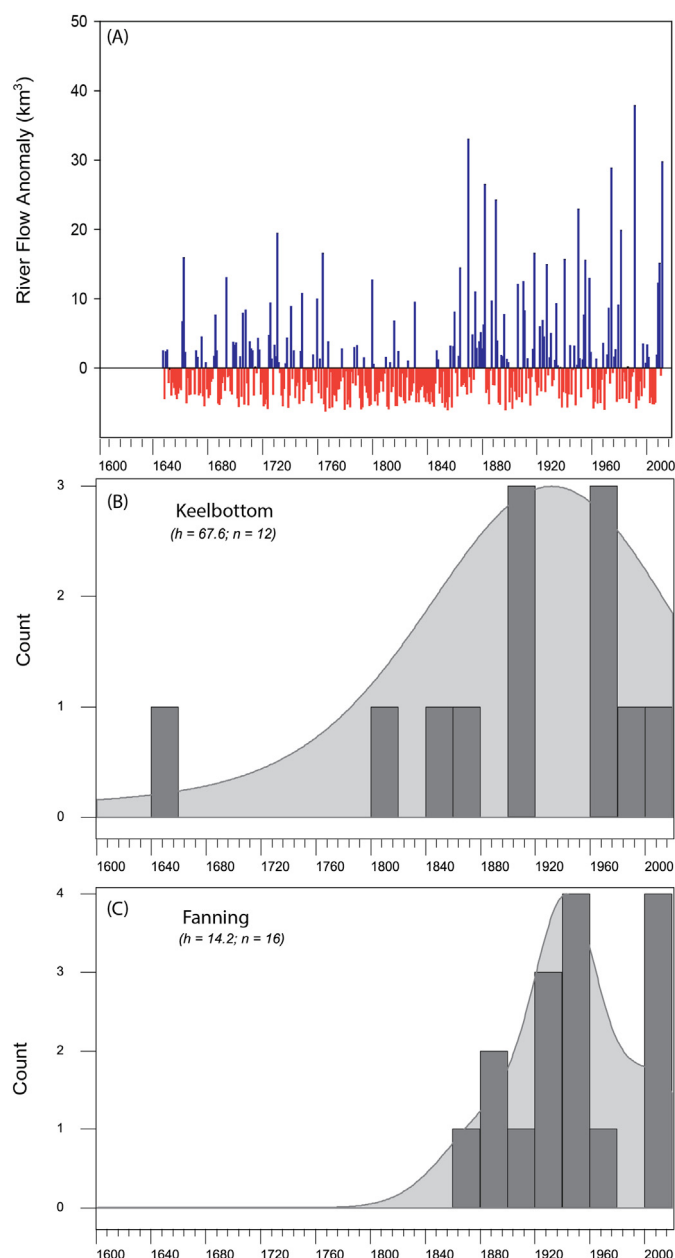 (A)
River Flow Anomaly (km³)
50
40
30
20
10
0
1600 1640 1680 1720 1760 1800 1840 1880 1920 1960 2000
(B)
Keelbottom
(h = 67.6; n = 12)
Count
3
2
1
0
1600 1640 1680 1720 1760 1800 1840 1880 1920 1960 2000
(C)
Fanning
(h = 14.2; n = 16)
Count
4
3
2
1
0
1600 1640 1680 1720 1760 1800 1840 1880 1920 1960 2000